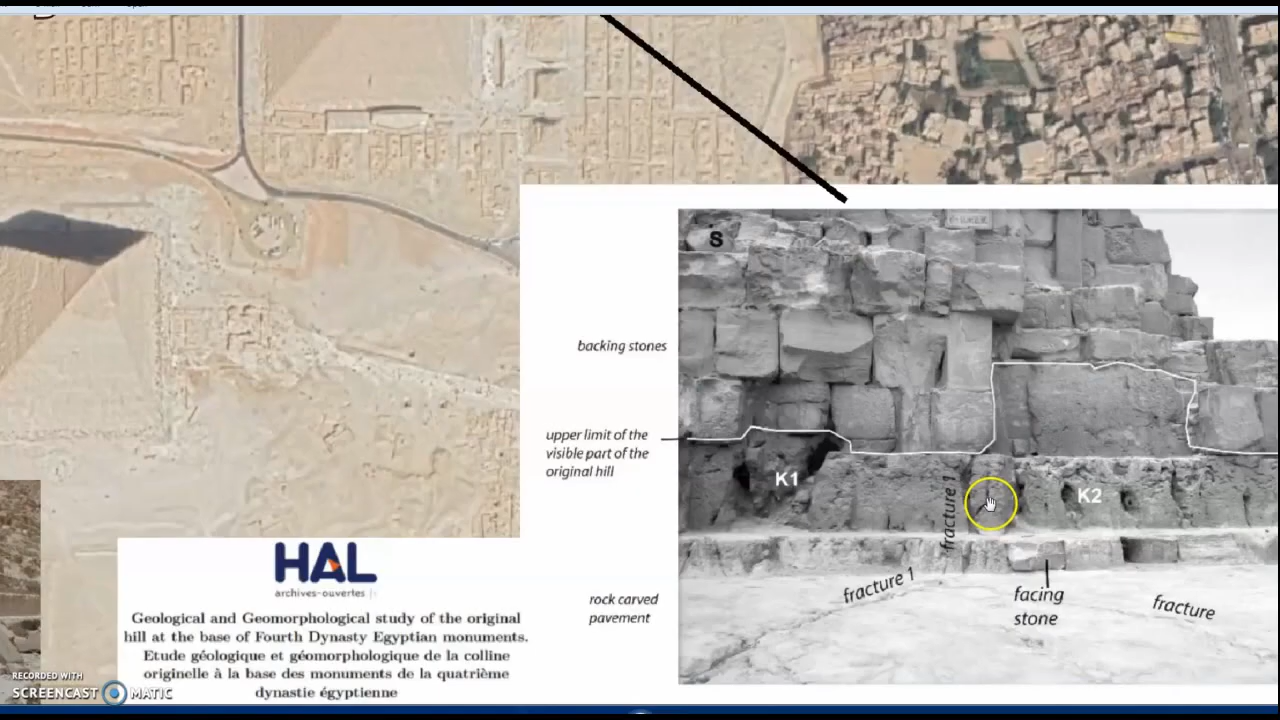 S
backing stones
upper limit of the
visible part of the
original hill
K1
K2
fracture 1
fracture 1
facing
stone
fracture
rock carved
pavement
HAL
archives-ouvertes
Geological and Geomorphological study of the original
hill at the base of Fourth Dynasty Egyptian monuments.
Etude géologique et géomorphologique de la colline
originelle à la base des monuments de la quatrième
dynastie égyptienne
RECORDED WITH
SCREENCAST MATIC